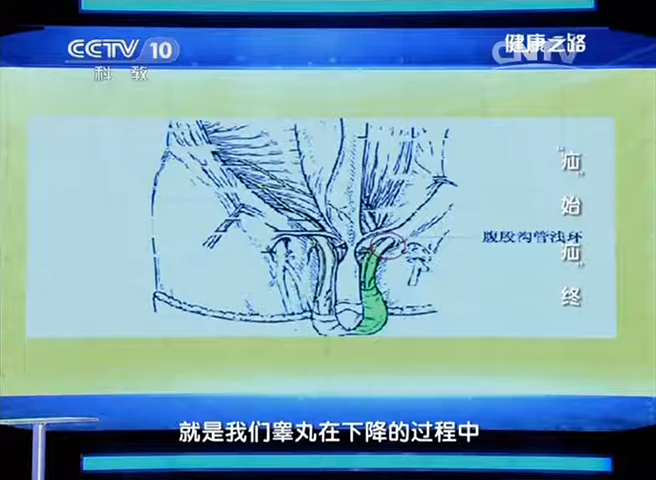 CCTV 10
科教
健康之路
CNTV
"疝"始"疝"终
腹股沟管浅环
就是我们睾丸在下降的过程中